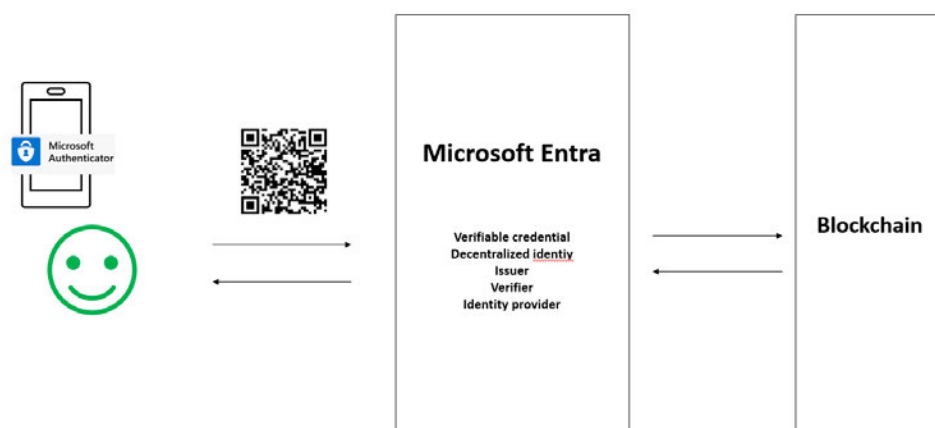 Microsoft
Authenticator
Microsoft Entra
Verifiable credential
Decentralized identiy
Issuer
Verifier
Identity provider
Blockchain